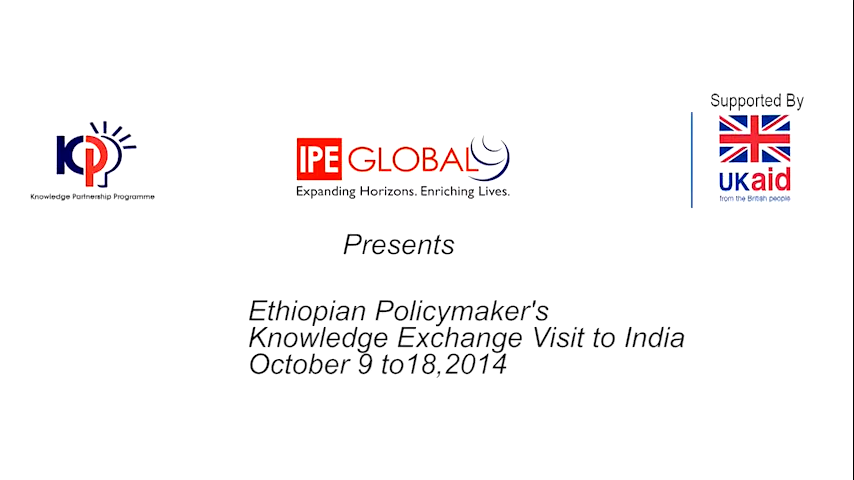 Supported By
KP
Knowledge Partnership Programme
IPE GLOBAL
Expanding Horizons. Enriching Lives.
UKaid
from the British people
Presents
Ethiopian Policymaker's
Knowledge Exchange Visit to India
October 9 to18,2014